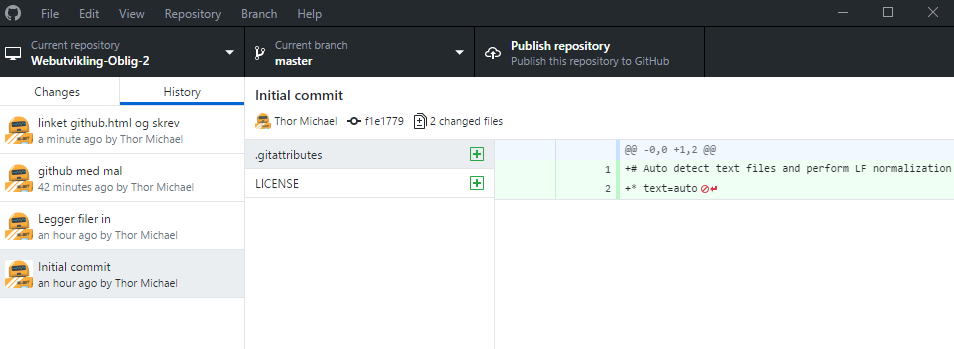 File Edit View Repository Branch Help
Current repository
Webutvikling-Oblig-2
Current branch
master
Publish repository
Publish this repository to GitHub
Changes
History
linket github.html og skrev
a minute ago by Thor Michael
github med mal
42 minutes ago by Thor Michael
Legger filer in
an hour ago by Thor Michael
Initial commit
an hour ago by Thor Michael
Initial commit
Thor Michael f1e1779 2 changed files
.gitattributes
LICENSE
@@ -0,0 +1,2 @@
1 +# Auto detect text files and perform LF normalization
2 +* text=auto